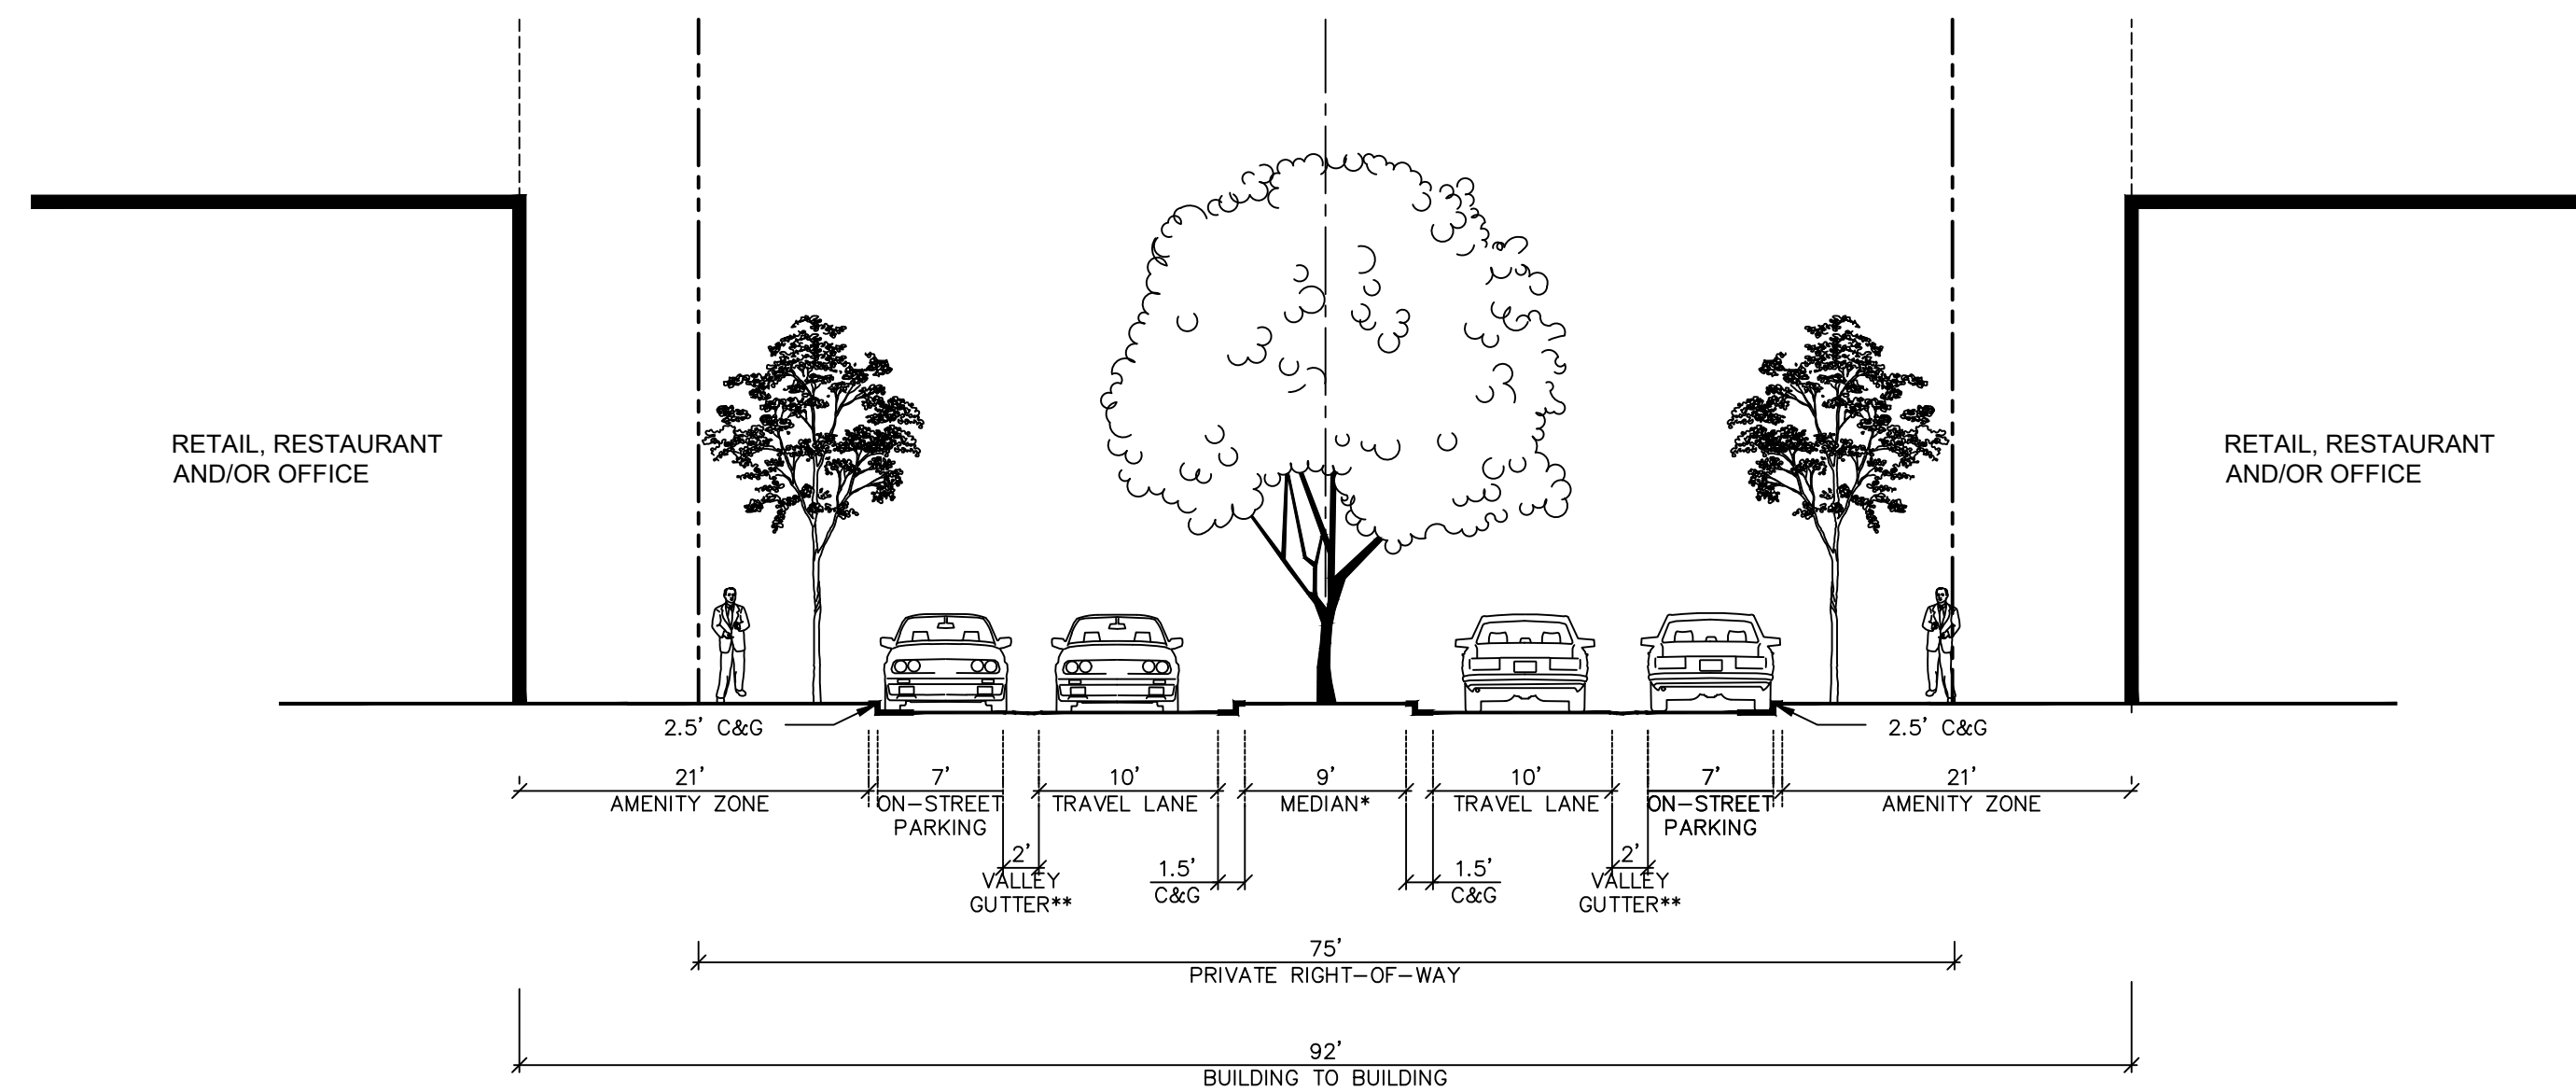 RETAIL, RESTAURANT
AND/OR OFFICE
RETAIL, RESTAURANT
AND/OR OFFICE
2.5' C&G
2.5' C&G
21'
AMENITY ZONE
7'
ON-STREET
PARKING
10'
TRAVEL LANE
9'
MEDIAN*
10'
TRAVEL LANE
7'
ON-STREET
PARKING
21'
AMENITY ZONE
2'
VALLEY
GUTTER**
1.5'
C&G
1.5'
C&G
2'
VALLEY
GUTTER**
75'
PRIVATE RIGHT-OF-WAY
92'
BUILDING TO BUILDING